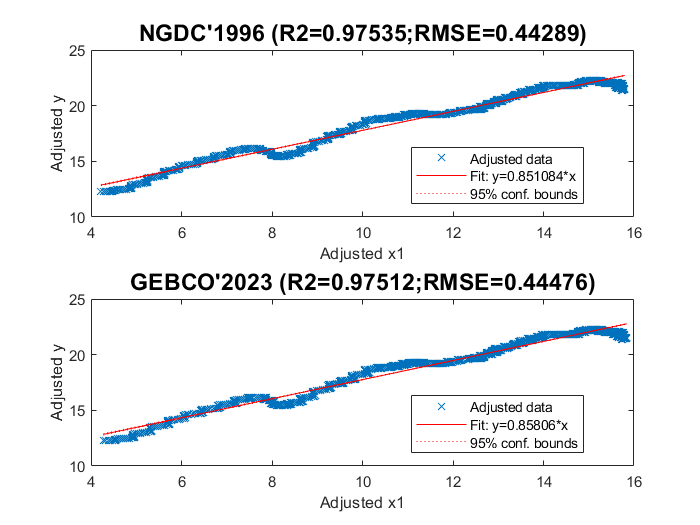 NGDC'1996 (R2=0.97535;RMSE=0.44289)
25
20
15
10
Adjusted y
Adjusted data
Fit: y=0.851084*x
95% conf. bounds
4 6 8 10 12 14 16
Adjusted x1
GEBCO'2023 (R2=0.97512;RMSE=0.44476)
25
20
15
10
Adjusted y
Adjusted data
Fit: y=0.85806*x
95% conf. bounds
4 6 8 10 12 14 16
Adjusted x1